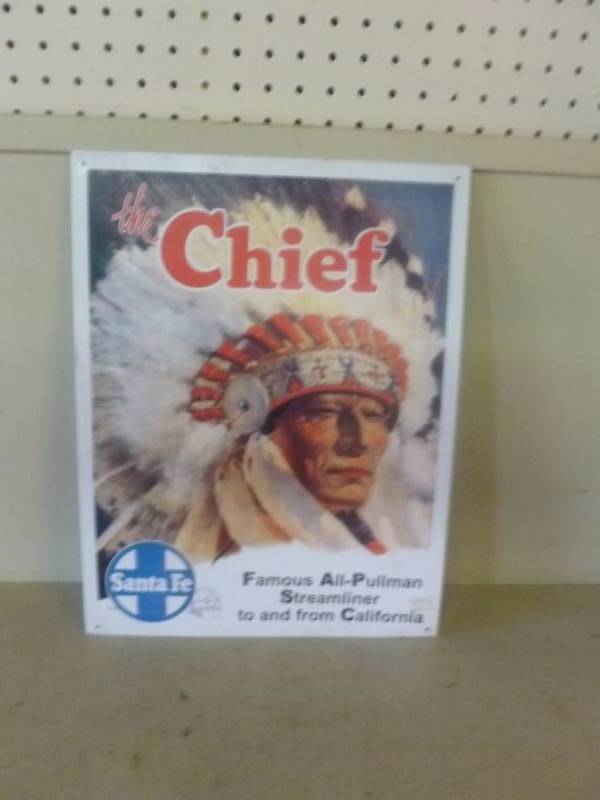 the
Chief
Santa Fe
Famous All-Pullman
Streamliner
to and from California